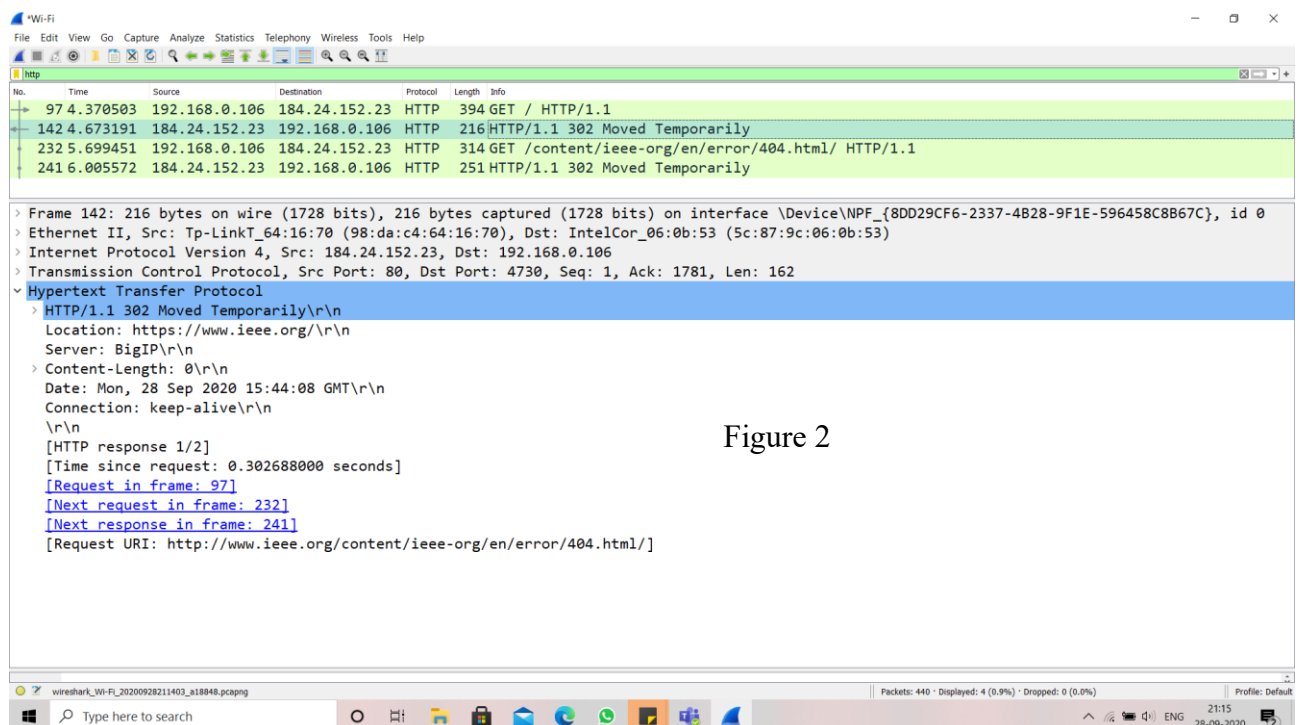 *Wi-Fi
File Edit View Go Capture Analyze Statistics Telephony Wireless Tools Help
http
No. Time Source Destination Protocol Length Info
97 4.370503 192.168.0.106 184.24.152.23 HTTP 394 GET / HTTP/1.1
142 4.673191 184.24.152.23 192.168.0.106 HTTP 216 HTTP/1.1 302 Moved Temporarily
232 5.699451 192.168.0.106 184.24.152.23 HTTP 314 GET /content/ieee-org/en/error/404.html/ HTTP/1.1
241 6.005572 184.24.152.23 192.168.0.106 HTTP 251 HTTP/1.1 302 Moved Temporarily
Frame 142: 216 bytes on wire (1728 bits), 216 bytes captured (1728 bits) on interface \Device\NPF_{8DD29CF6-2337-4B28-9F1E-596458C8B67C}, id 0
Ethernet II, Src: Tp-LinkT_64:16:70 (98:da:c4:64:16:70), Dst: IntelCor_06:0b:53 (5c:87:9c:06:0b:53)
Internet Protocol Version 4, Src: 184.24.152.23, Dst: 192.168.0.106
Transmission Control Protocol, Src Port: 80, Dst Port: 4730, Seq: 1, Ack: 1781, Len: 162
Hypertext Transfer Protocol
HTTP/1.1 302 Moved Temporarily\r\n
Location: https://www.ieee.org/\r\n
Server: BigIP\r\n
Content-Length: 0\r\n
Date: Mon, 28 Sep 2020 15:44:08 GMT\r\n
Connection: keep-alive\r\n
\r\n
[HTTP response 1/2]
[Time since request: 0.302688000 seconds]
[Request in frame: 97]
[Next request in frame: 232]
[Next response in frame: 241]
[Request URI: http://www.ieee.org/content/ieee-org/en/error/404.html/]
Figure 2
wireshark_Wi-Fi_20200928211403_a18848.pcapng Packets: 440 · Displayed: 4 (0.9%) · Dropped: 0 (0.0%) Profile: Default
Type here to search ENG 21:15
28-09-2020